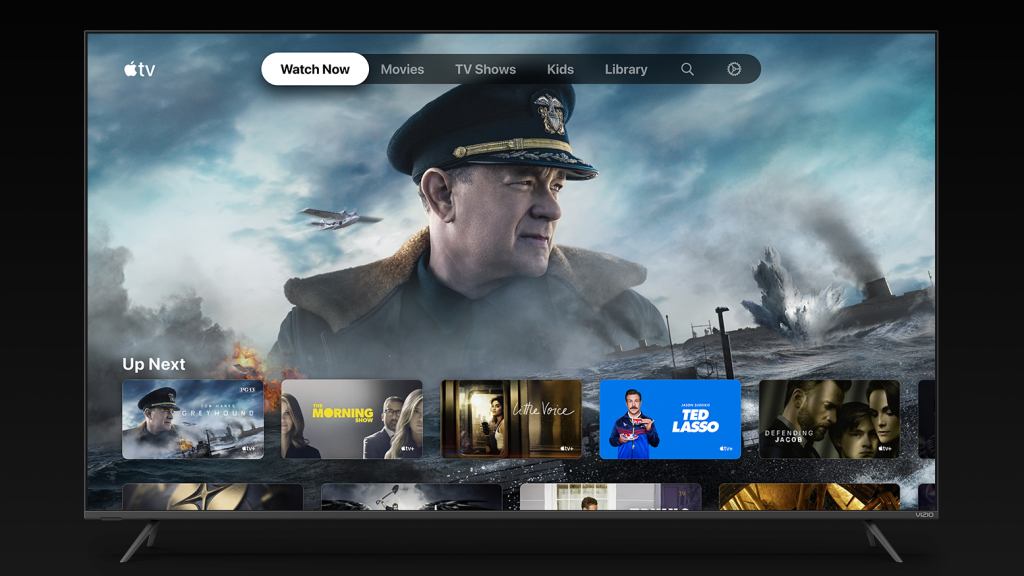 tv
Watch Now
Movies
TV Shows
Kids
Library
Up Next
PG-13
TOM HANKS
GREYHOUND
tv+
THE
MORNING
SHOW
tv+
Little Voice
tv+
JASON SUDEIKIS
TED
LASSO
tv+
DEFENDING
JACOB
tv+
VIZIO